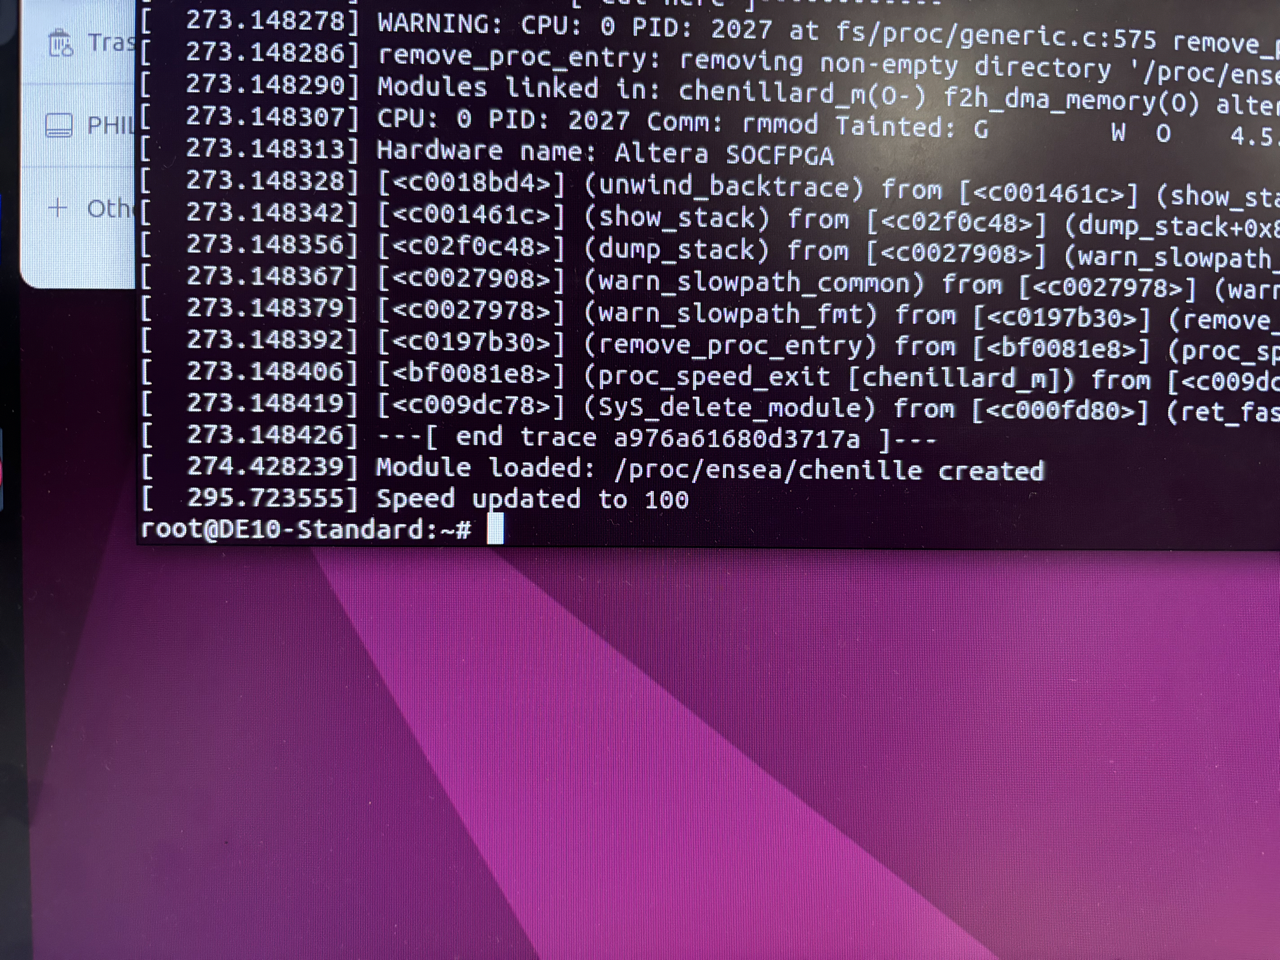 [ cut here ]------------
[  273.148278] WARNING: CPU: 0 PID: 2027 at fs/proc/generic.c:575 remove_
[  273.148286] remove_proc_entry: removing non-empty directory '/proc/ense
[  273.148290] Modules linked in: chenillard_m(O-) f2h_dma_memory(O) alter
[  273.148307] CPU: 0 PID: 2027 Comm: rmmod Tainted: G        W  O    4.5.
[  273.148313] Hardware name: Altera SOCFPGA
[  273.148328] [<c0018bd4>] (unwind_backtrace) from [<c001461c>] (show_sta
[  273.148342] [<c001461c>] (show_stack) from [<c02f0c48>] (dump_stack+0x8
[  273.148356] [<c02f0c48>] (dump_stack) from [<c0027908>] (warn_slowpath_
[  273.148367] [<c0027908>] (warn_slowpath_common) from [<c0027978>] (warn
[  273.148379] [<c0027978>] (warn_slowpath_fmt) from [<c0197b30>] (remove_
[  273.148392] [<c0197b30>] (remove_proc_entry) from [<bf0081e8>] (proc_sp
[  273.148406] [<bf0081e8>] (proc_speed_exit [chenillard_m]) from [<c009dc
[  273.148419] [<c009dc78>] (SyS_delete_module) from [<c000fd80>] (ret_fas
[  273.148426] ---[ end trace a976a61680d3717a ]---
[  274.428239] Module loaded: /proc/ensea/chenille created
[  295.723555] Speed updated to 100
root@DE10-Standard:~#
Tras
PHIL
+ Othe